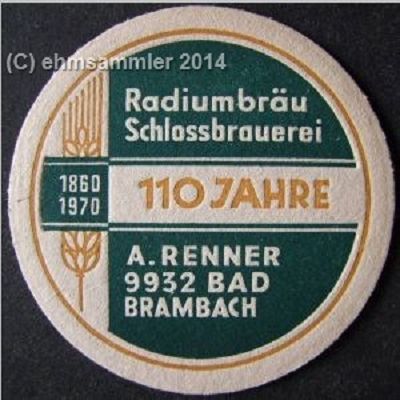 (C) ehmsammler 2014
Radiumbräu
Schlossbrauerei
1860
1970
110 JAHRE
A. RENNER
9932 BAD
BRAMBACH